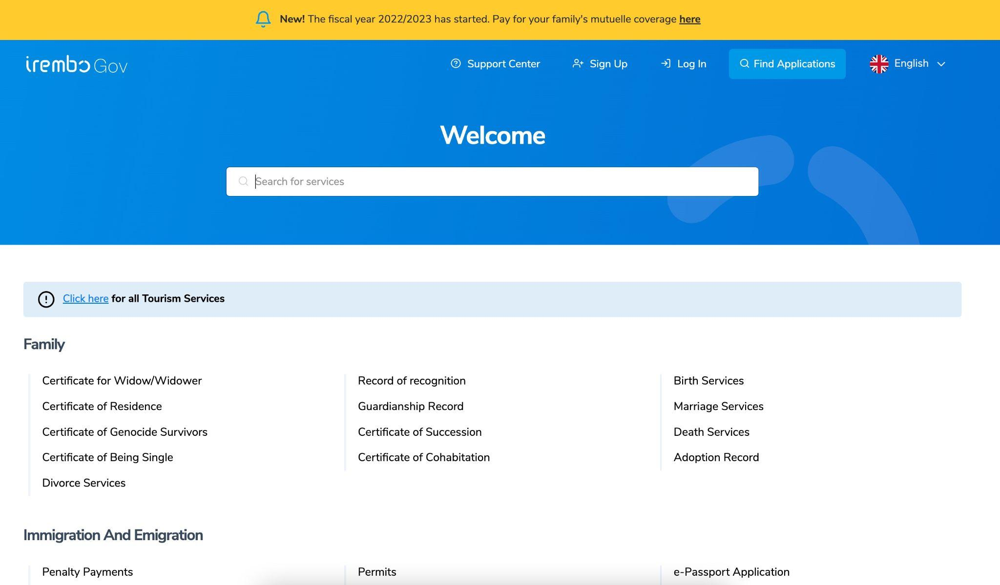 New! The fiscal year 2022/2023 has started. Pay for your family's mutuelle coverage here
irembo Gov
Support Center
Sign Up
Log In
Find Applications
English
Welcome
Search for services
Click here for all Tourism Services
Family
Certificate for Widow/Widower
Certificate of Residence
Certificate of Genocide Survivors
Certificate of Being Single
Divorce Services
Record of recognition
Guardianship Record
Certificate of Succession
Certificate of Cohabitation
Birth Services
Marriage Services
Death Services
Adoption Record
Immigration And Emigration
Penalty Payments
Permits
e-Passport Application